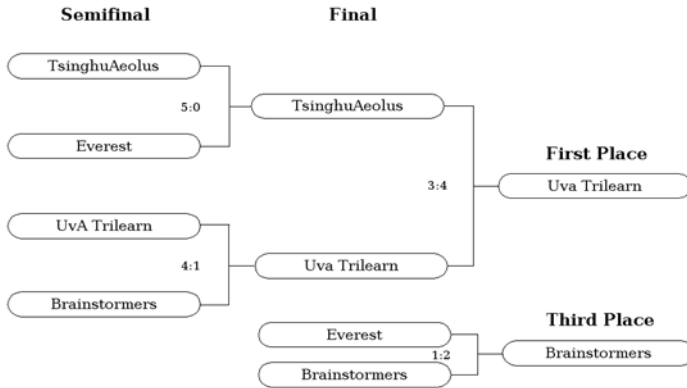 Semifinal
Final
TsinghuAeolus
5:0
TsinghuAeolus
Everest
First Place
3:4
Uva Trilearn
UvA Trilearn
4:1
Uva Trilearn
Brainstormers
Third Place
Everest
1:2
Brainstormers
Brainstormers